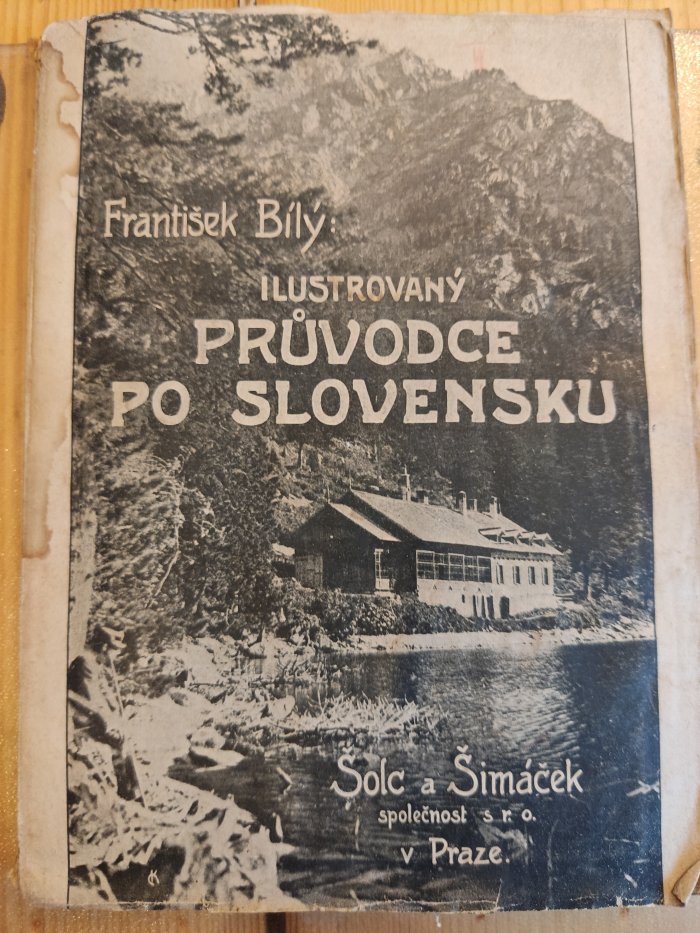 František Bílý:
ILUSTROVANÝ
PRŮVODCE
PO SLOVENSKU
Šolc a Šimáček
společnost s r. o.
v Praze.